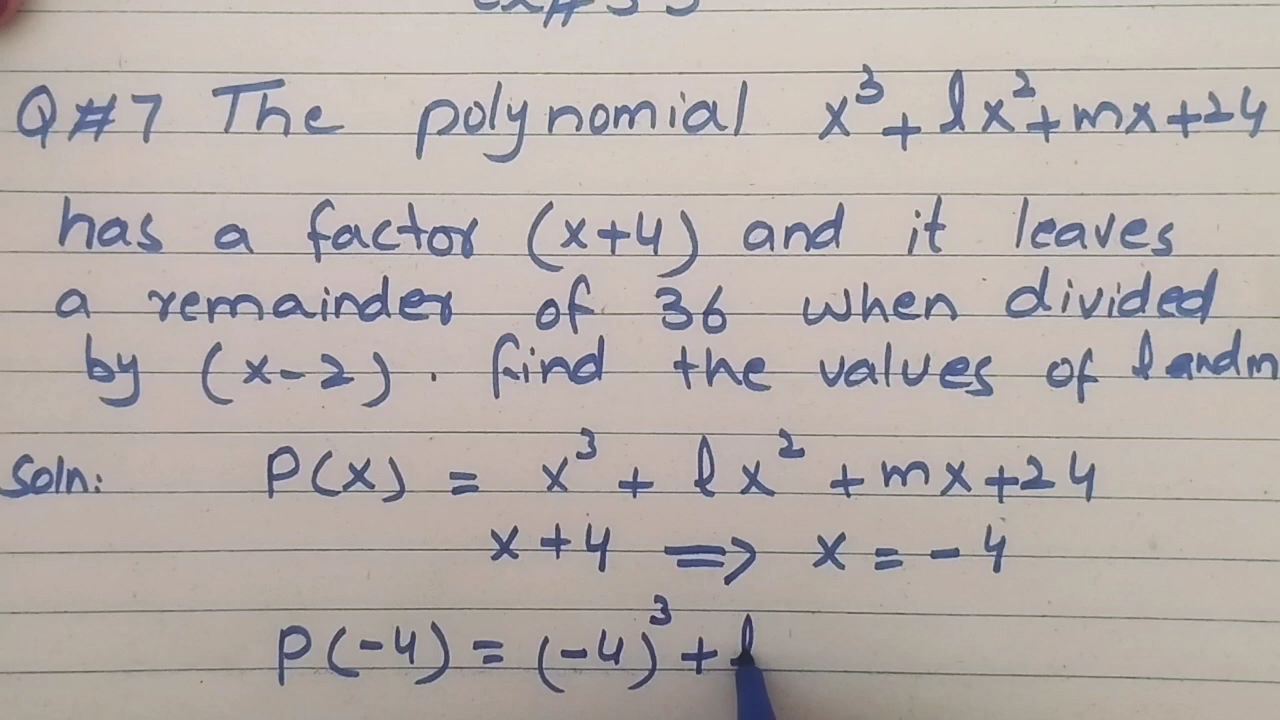 Q#7 The polynomial x³ + lx² + mx + 24
has a factor (x+4) and it leaves
a remainder of 36 when divided
by (x-2). find the values of l and m
Soln: P(x) = x³ + lx² + mx + 24
x + 4 => x = -4
P(-4) = (-4)³ + l